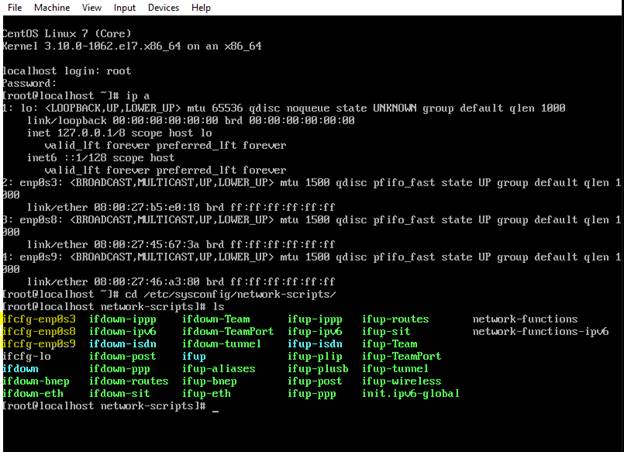 File Machine View Input Devices Help
CentOS Linux 7 (Core)
Kernel 3.10.0-1062.el7.x86_64 on an x86_64
localhost login: root
Password:
[root@localhost ~]# ip a
1: lo: <LOOPBACK,UP,LOWER_UP> mtu 65536 qdisc noqueue state UNKNOWN group default qlen 1000
link/loopback 00:00:00:00:00:00 brd 00:00:00:00:00:00
inet 127.0.0.1/8 scope host lo
valid_lft forever preferred_lft forever
inet6 ::1/128 scope host
valid_lft forever preferred_lft forever
2: enp0s3: <BROADCAST,MULTICAST,UP,LOWER_UP> mtu 1500 qdisc pfifo_fast state UP group default qlen 1
000
link/ether 08:00:27:b5:e0:18 brd ff:ff:ff:ff:ff:ff
3: enp0s8: <BROADCAST,MULTICAST,UP,LOWER_UP> mtu 1500 qdisc pfifo_fast state UP group default qlen 1
000
link/ether 08:00:27:45:67:3a brd ff:ff:ff:ff:ff:ff
4: enp0s9: <BROADCAST,MULTICAST,UP,LOWER_UP> mtu 1500 qdisc pfifo_fast state UP group default qlen 1
000
link/ether 08:00:27:46:a3:80 brd ff:ff:ff:ff:ff:ff
[root@localhost ~]# cd /etc/sysconfig/network-scripts/
[root@localhost network-scripts]# ls
ifcfg-enp0s3 ifdown-ippp ifdown-Team ifup-ippp ifup-routes network-functions
ifcfg-enp0s8 ifdown-ipv6 ifdown-TeamPort ifup-ipv6 ifup-sit network-functions-ipv6
ifcfg-enp0s9 ifdown-isdn ifdown-tunnel ifup-isdn ifup-Team
ifcfg-lo ifdown-post ifup ifup-plip ifup-TeamPort
ifdown ifdown-ppp ifup-aliases ifup-plusb ifup-tunnel
ifdown-bnep ifdown-routes ifup-bnep ifup-post ifup-wireless
ifdown-eth ifdown-sit ifup-eth ifup-ppp init.ipv6-global
[root@localhost network-scripts]# _